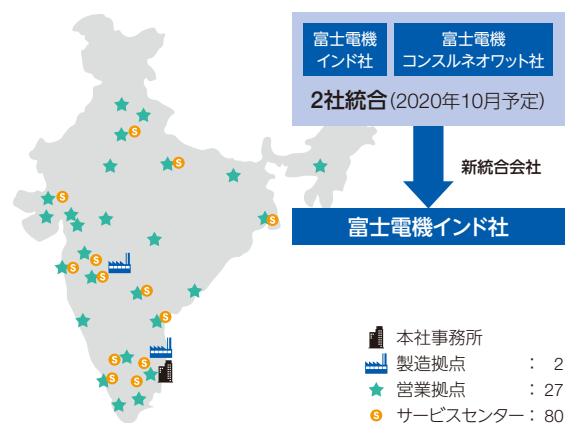 富士電機
インド社
富士電機
コンスルネオワット社
2社統合(2020年10月予定)
新統合会社
富士電機インド社
本社事務所
製造拠点 : 2
営業拠点 : 27
S サービスセンター : 80